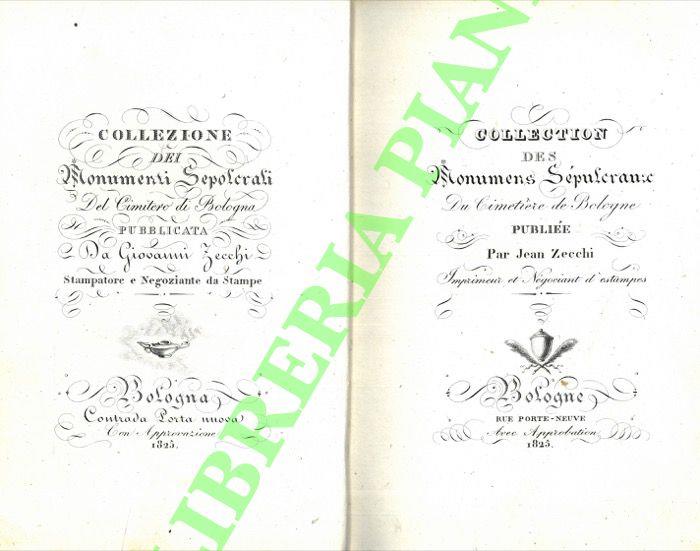 COLLEZIONE
DEI
Monumenti Sepolcrali
Del Cimitero di Bologna
PUBBLICATA
Da Giovanni Zecchi
Stampatore e Negoziante da Stampe
Bologna
Contrada Porta nuova
Con Approvazione
1825.
COLLECTION
DES
Monumens Sépulcraux
Du Cimetière de Bologne
PUBLIÉE
Par Jean Zecchi
Imprimeur et Négociant d'estampes
Bologne
RUE PORTE-NEUVE
Avec Approbation
1825.
LIBRERIA PIANI